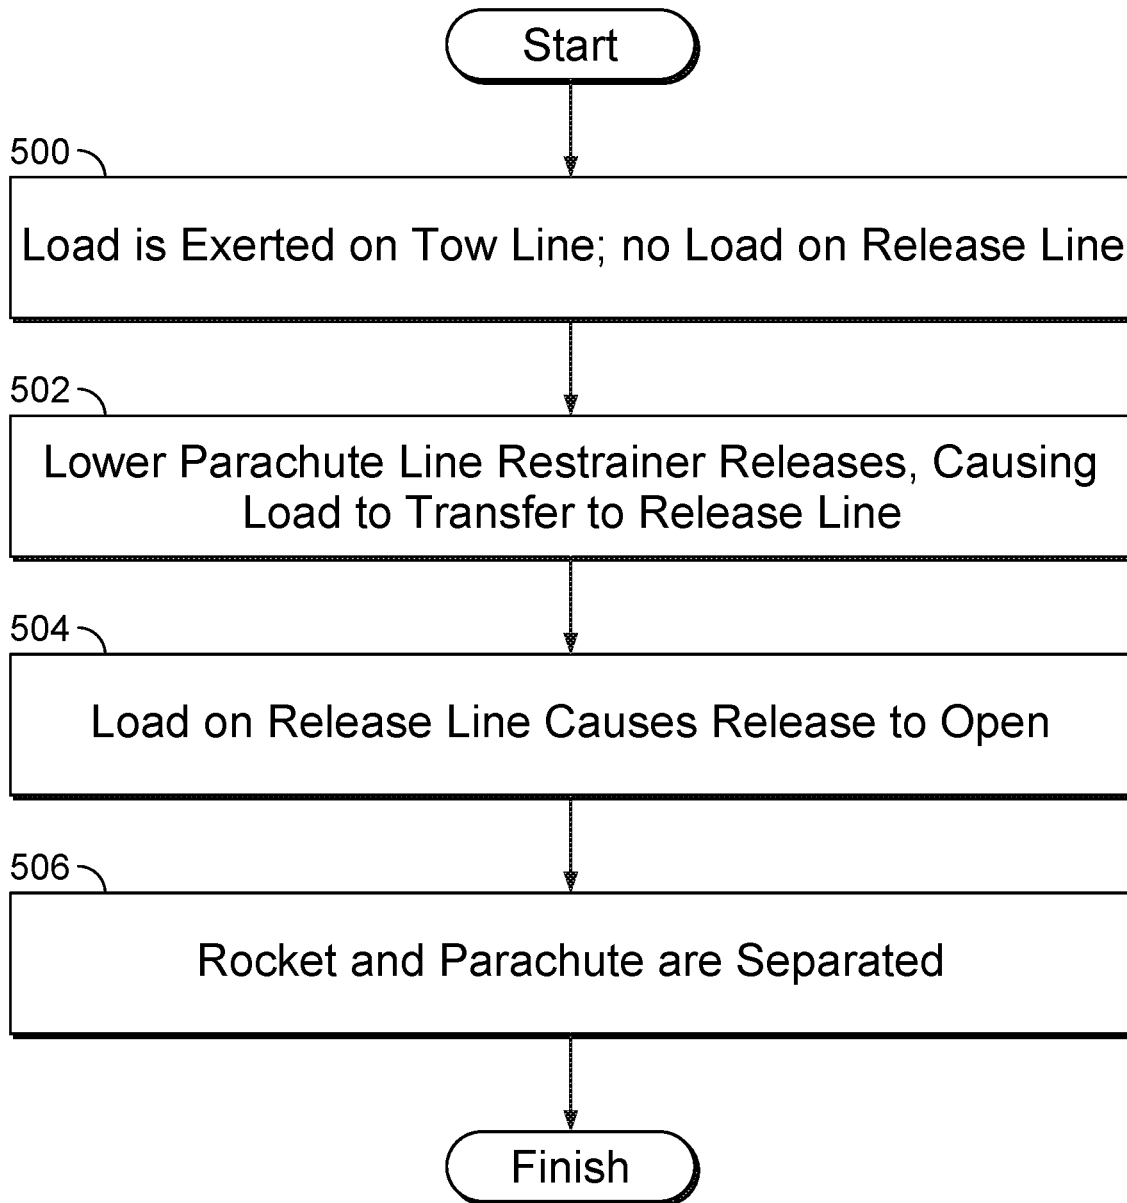 Start
500
Load is Exerted on Tow Line; no Load on Release Line
502
Lower Parachute Line Restrainer Releases, Causing
Load to Transfer to Release Line
504
Load on Release Line Causes Release to Open
506
Rocket and Parachute are Separated
Finish